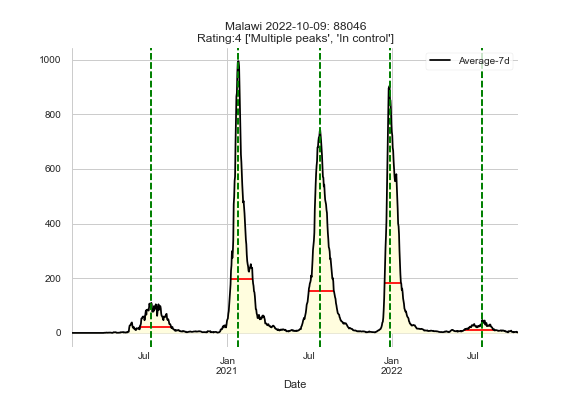 Malawi 2022-10-09: 88046
Rating:4 ['Multiple peaks', 'In control']
Average-7d
1000
800
600
400
200
0
Jul
Jan
2021
Jul
Jan
2022
Jul
Date